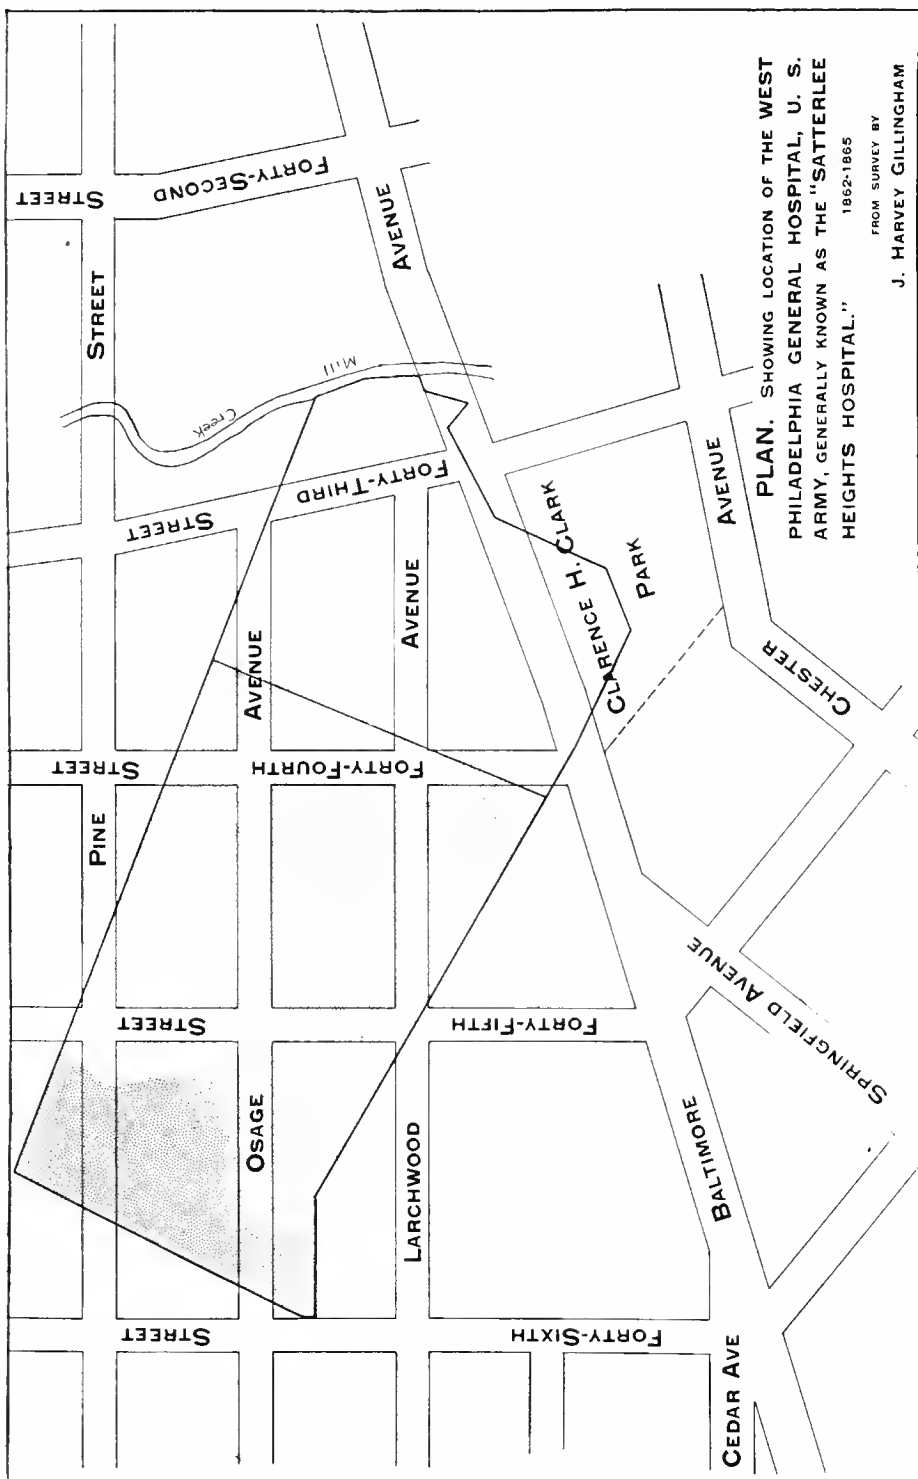 PLAN. SHOWING LOCATION OF THE WEST
PHILADELPHIA GENERAL HOSPITAL, U. S.
ARMY, GENERALLY KNOWN AS THE "SATTERLEE
HEIGHTS HOSPITAL." 1862-1865
FROM SURVEY BY
J. HARVEY GILLINGHAM
PINE STREET
OSAGE AVENUE
LARCHWOOD AVENUE
BALTIMORE AVENUE
CEDAR AVE
FORTY-SIXTH STREET
FORTY-FIFTH STREET
FORTY-FOURTH STREET
FORTY-THIRD STREET
FORTY-SECOND STREET
Mill Creek
CLARENCE H. CLARK
PARK
CHESTER AVENUE
SPRINGFIELD AVENUE